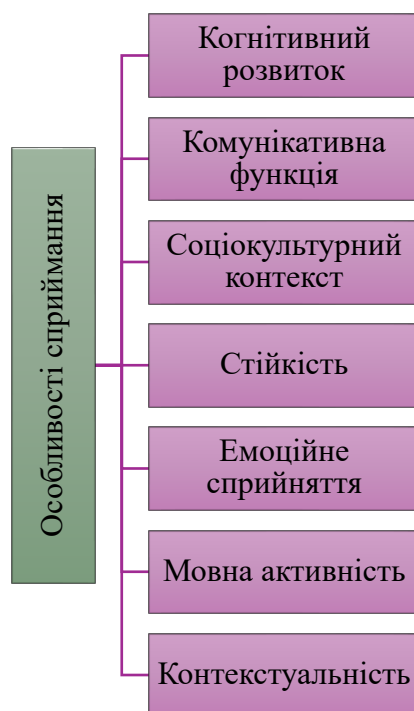 Особливості сприймання
Когнітивний
розвиток
Комунікативна
функція
Соціокультурний
контекст
Стійкість
Емоційне
сприйняття
Мовна активність
Контекстуальність